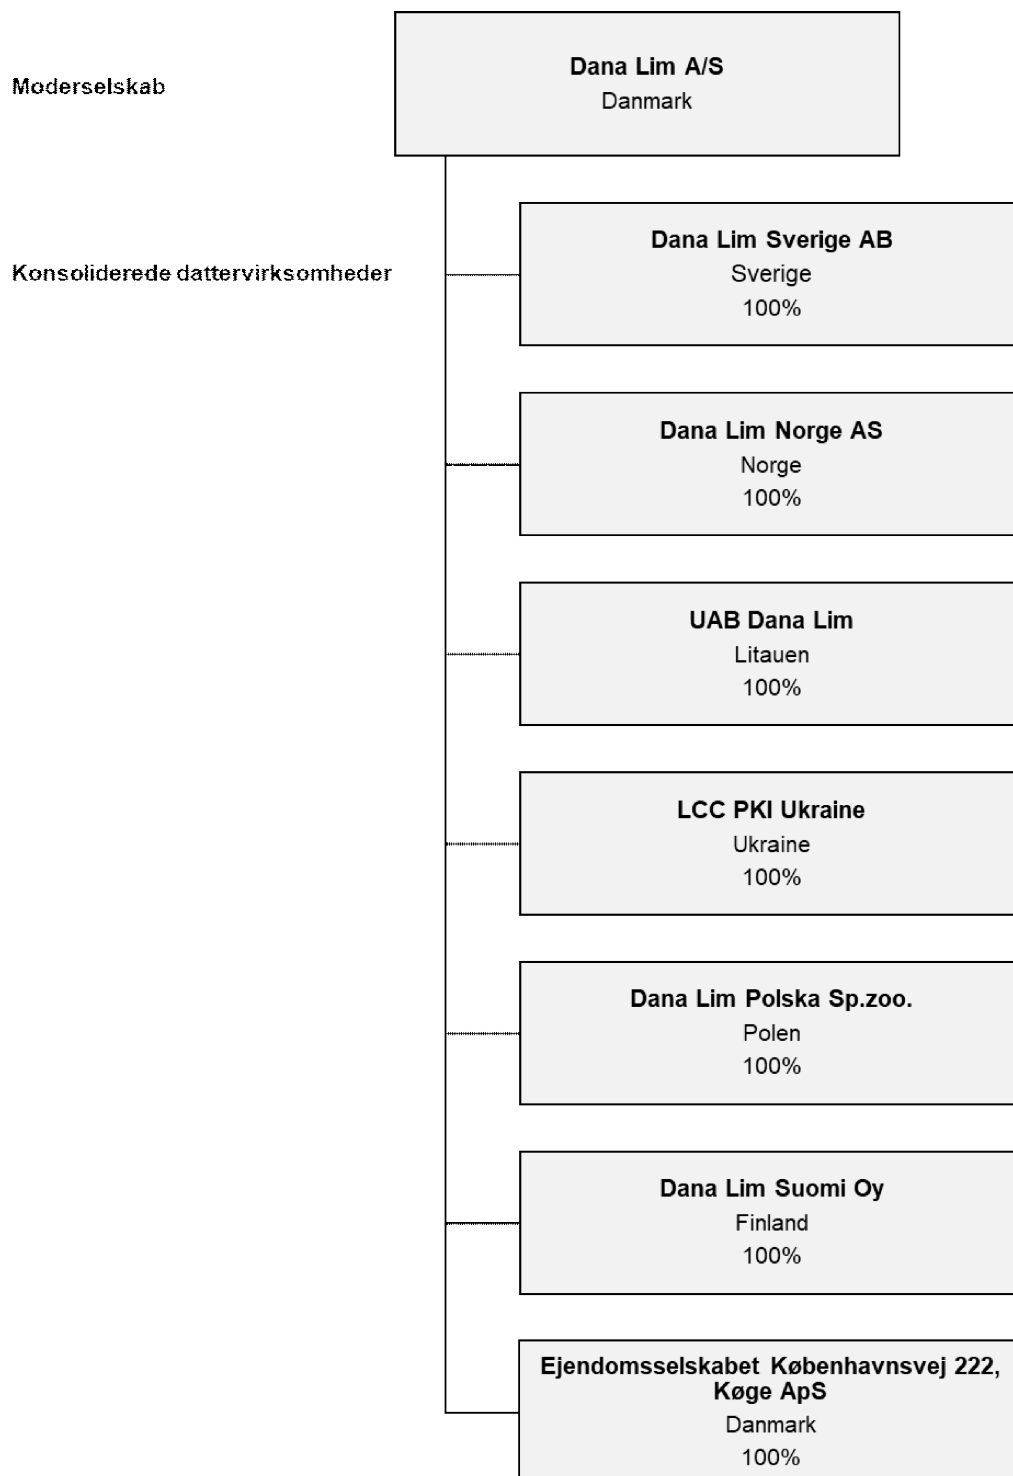 Dana Lim A/S
Moderselskab
Danmark
Dana Lim Sverige AB
Konsoliderede dattervirksomheder
Sverige
100%
Dana Lim Norge AS
Norge
100%
UAB Dana Lim
Litauen
100%
LCC PKI Ukraine
Ukraine
100%
Dana Lim Polska Sp.zoo.
Polen
100%
Dana Lim Suomi Oy
Finland
100%
Ejendomsselskabet Københavnsvej 222,
Køge ApS
Danmark
100%